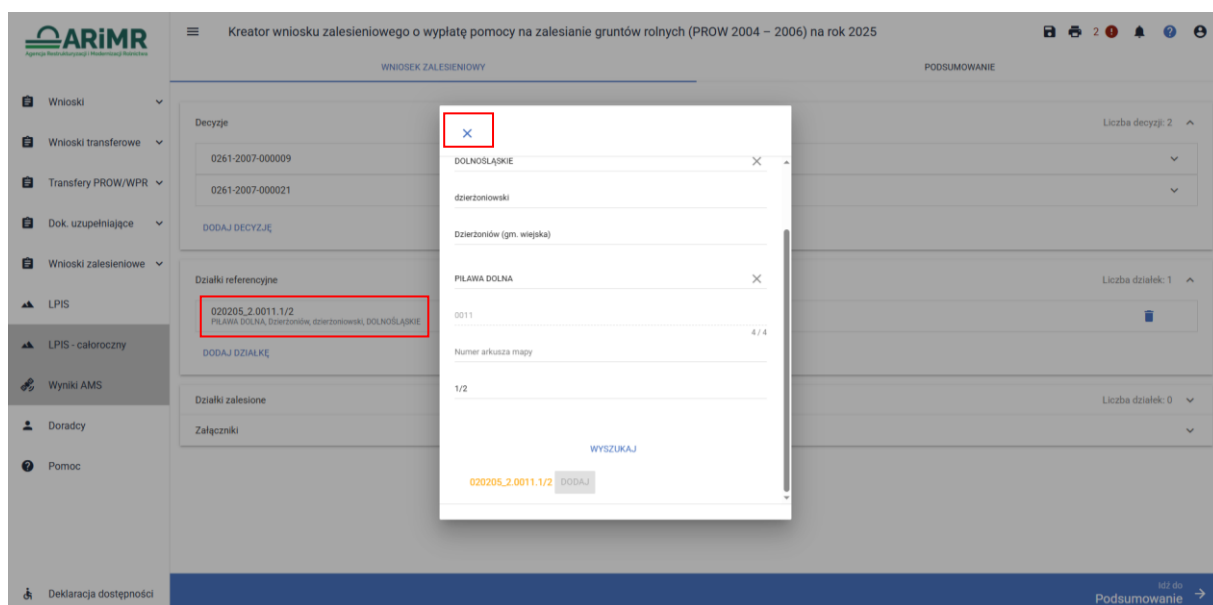 ARiMR
Agencja Restrukturyzacji i Modernizacji Rolnictwa
Kreator wniosku zalesieniowego o wypłatę pomocy na zalesianie gruntów rolnych (PROW 2004 – 2006) na rok 2025
2
WNIOSEK ZALESIENIOWY
PODSUMOWANIE
Wnioski
Wnioski transferowe
Transfery PROW/WPR
Dok. uzupełniające
Wnioski zalesieniowe
LPIS
LPIS - całoroczny
Wyniki AMS
Doradcy
Pomoc
Deklaracja dostępności
Decyzje
Liczba decyzji: 2
0261-2007-000009
0261-2007-000021
DODAJ DECYZJĘ
Działki referencyjne
Liczba działek: 1
020205_2.0011.1/2
PIŁAWA DOLNA, Dzierżoniów, dzierżoniowski, DOLNOŚLĄSKIE
DODAJ DZIAŁKĘ
Działki zalesione
Liczba działek: 0
Załączniki
DOLNOŚLĄSKIE
dzierżoniowski
Dzierżoniów (gm. wiejska)
PIŁAWA DOLNA
0011
4 / 4
Numer arkusza mapy
1/2
WYSZUKAJ
020205_2.0011.1/2 DODAJ
Idź do
Podsumowanie